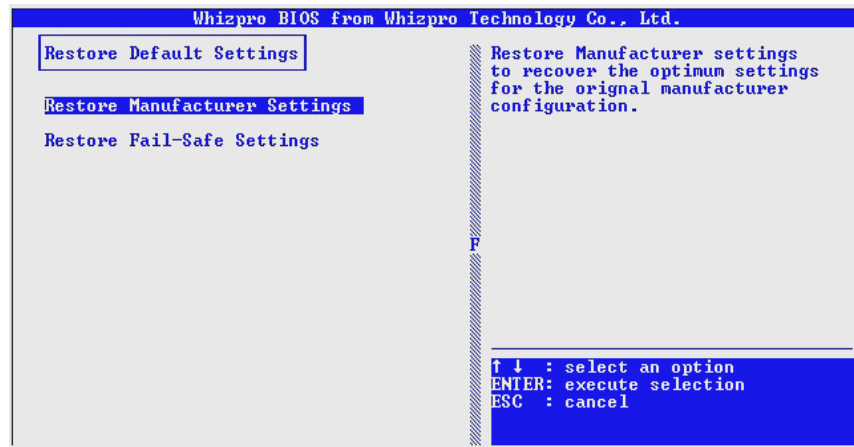 Whizpro BIOS from Whizpro Technology Co., Ltd.
Restore Default Settings
Restore Manufacturer Settings
Restore Fail-Safe Settings
Restore Manufacturer settings
to recover the optimum settings
for the orignal manufacturer
configuration.
F
↑ ↓ : select an option
ENTER: execute selection
ESC : cancel